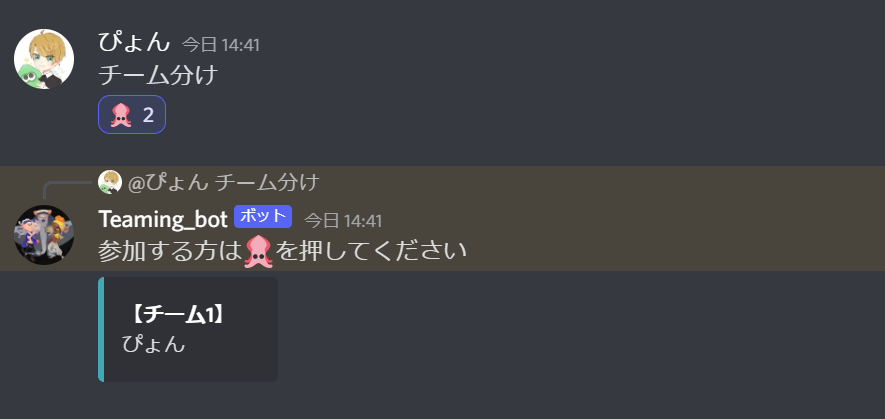 ぴょん 今日 14:41
チーム分け
🦑 2
@ぴょん チーム分け
Teaming_bot ボット 今日 14:41
参加する方は🦑を押してください
【チーム1】
ぴょん